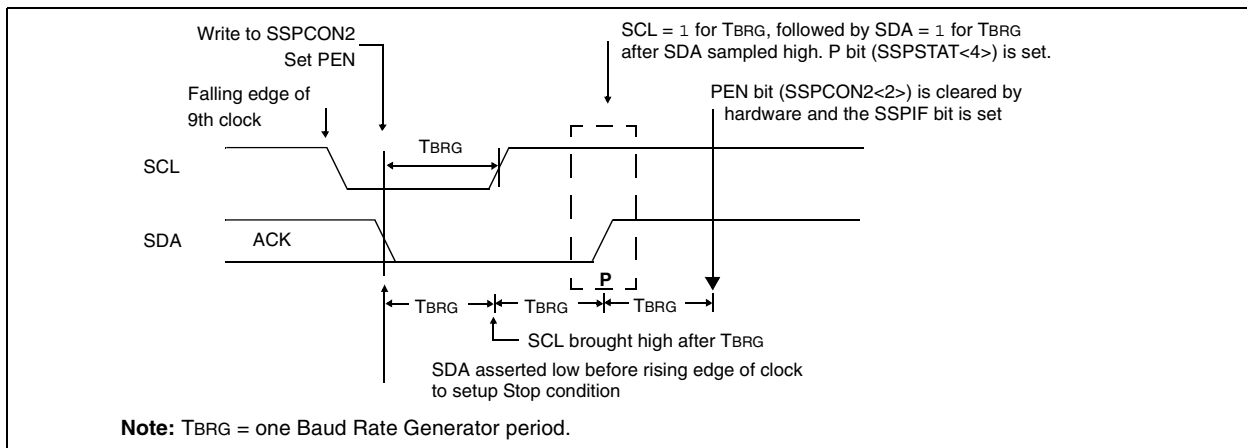 Write to SSPCON2
Set PEN
SCL = 1 for TBRG, followed by SDA = 1 for TBRG
after SDA sampled high. P bit (SSPSTAT<4>) is set.
Falling edge of
9th clock
PEN bit (SSPCON2<2>) is cleared by
hardware and the SSPIF bit is set
TBRG
SCL
SDA
ACK
P
TBRG
TBRG
TBRG
SCL brought high after TBRG
SDA asserted low before rising edge of clock
to setup Stop condition
Note: TBRG = one Baud Rate Generator period.